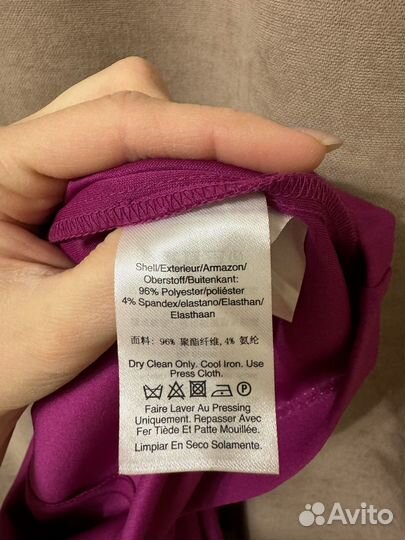 Shell/Exterieur/Armazon/
Oberstoff/Buitenkant:
96% Polyester/poliéster
4% Spandex/elastano/Elasthan/
Elasthaan
面料: 96% 聚酯纤维, 4% 氨纶
Dry Clean Only. Cool Iron. Use
Press Cloth.
P
Faire Laver Au Pressing
Uniquement. Repasser Avec
Fer Tiède Et Patte Mouillée.
Limpiar En Seco Solamente.
Avito